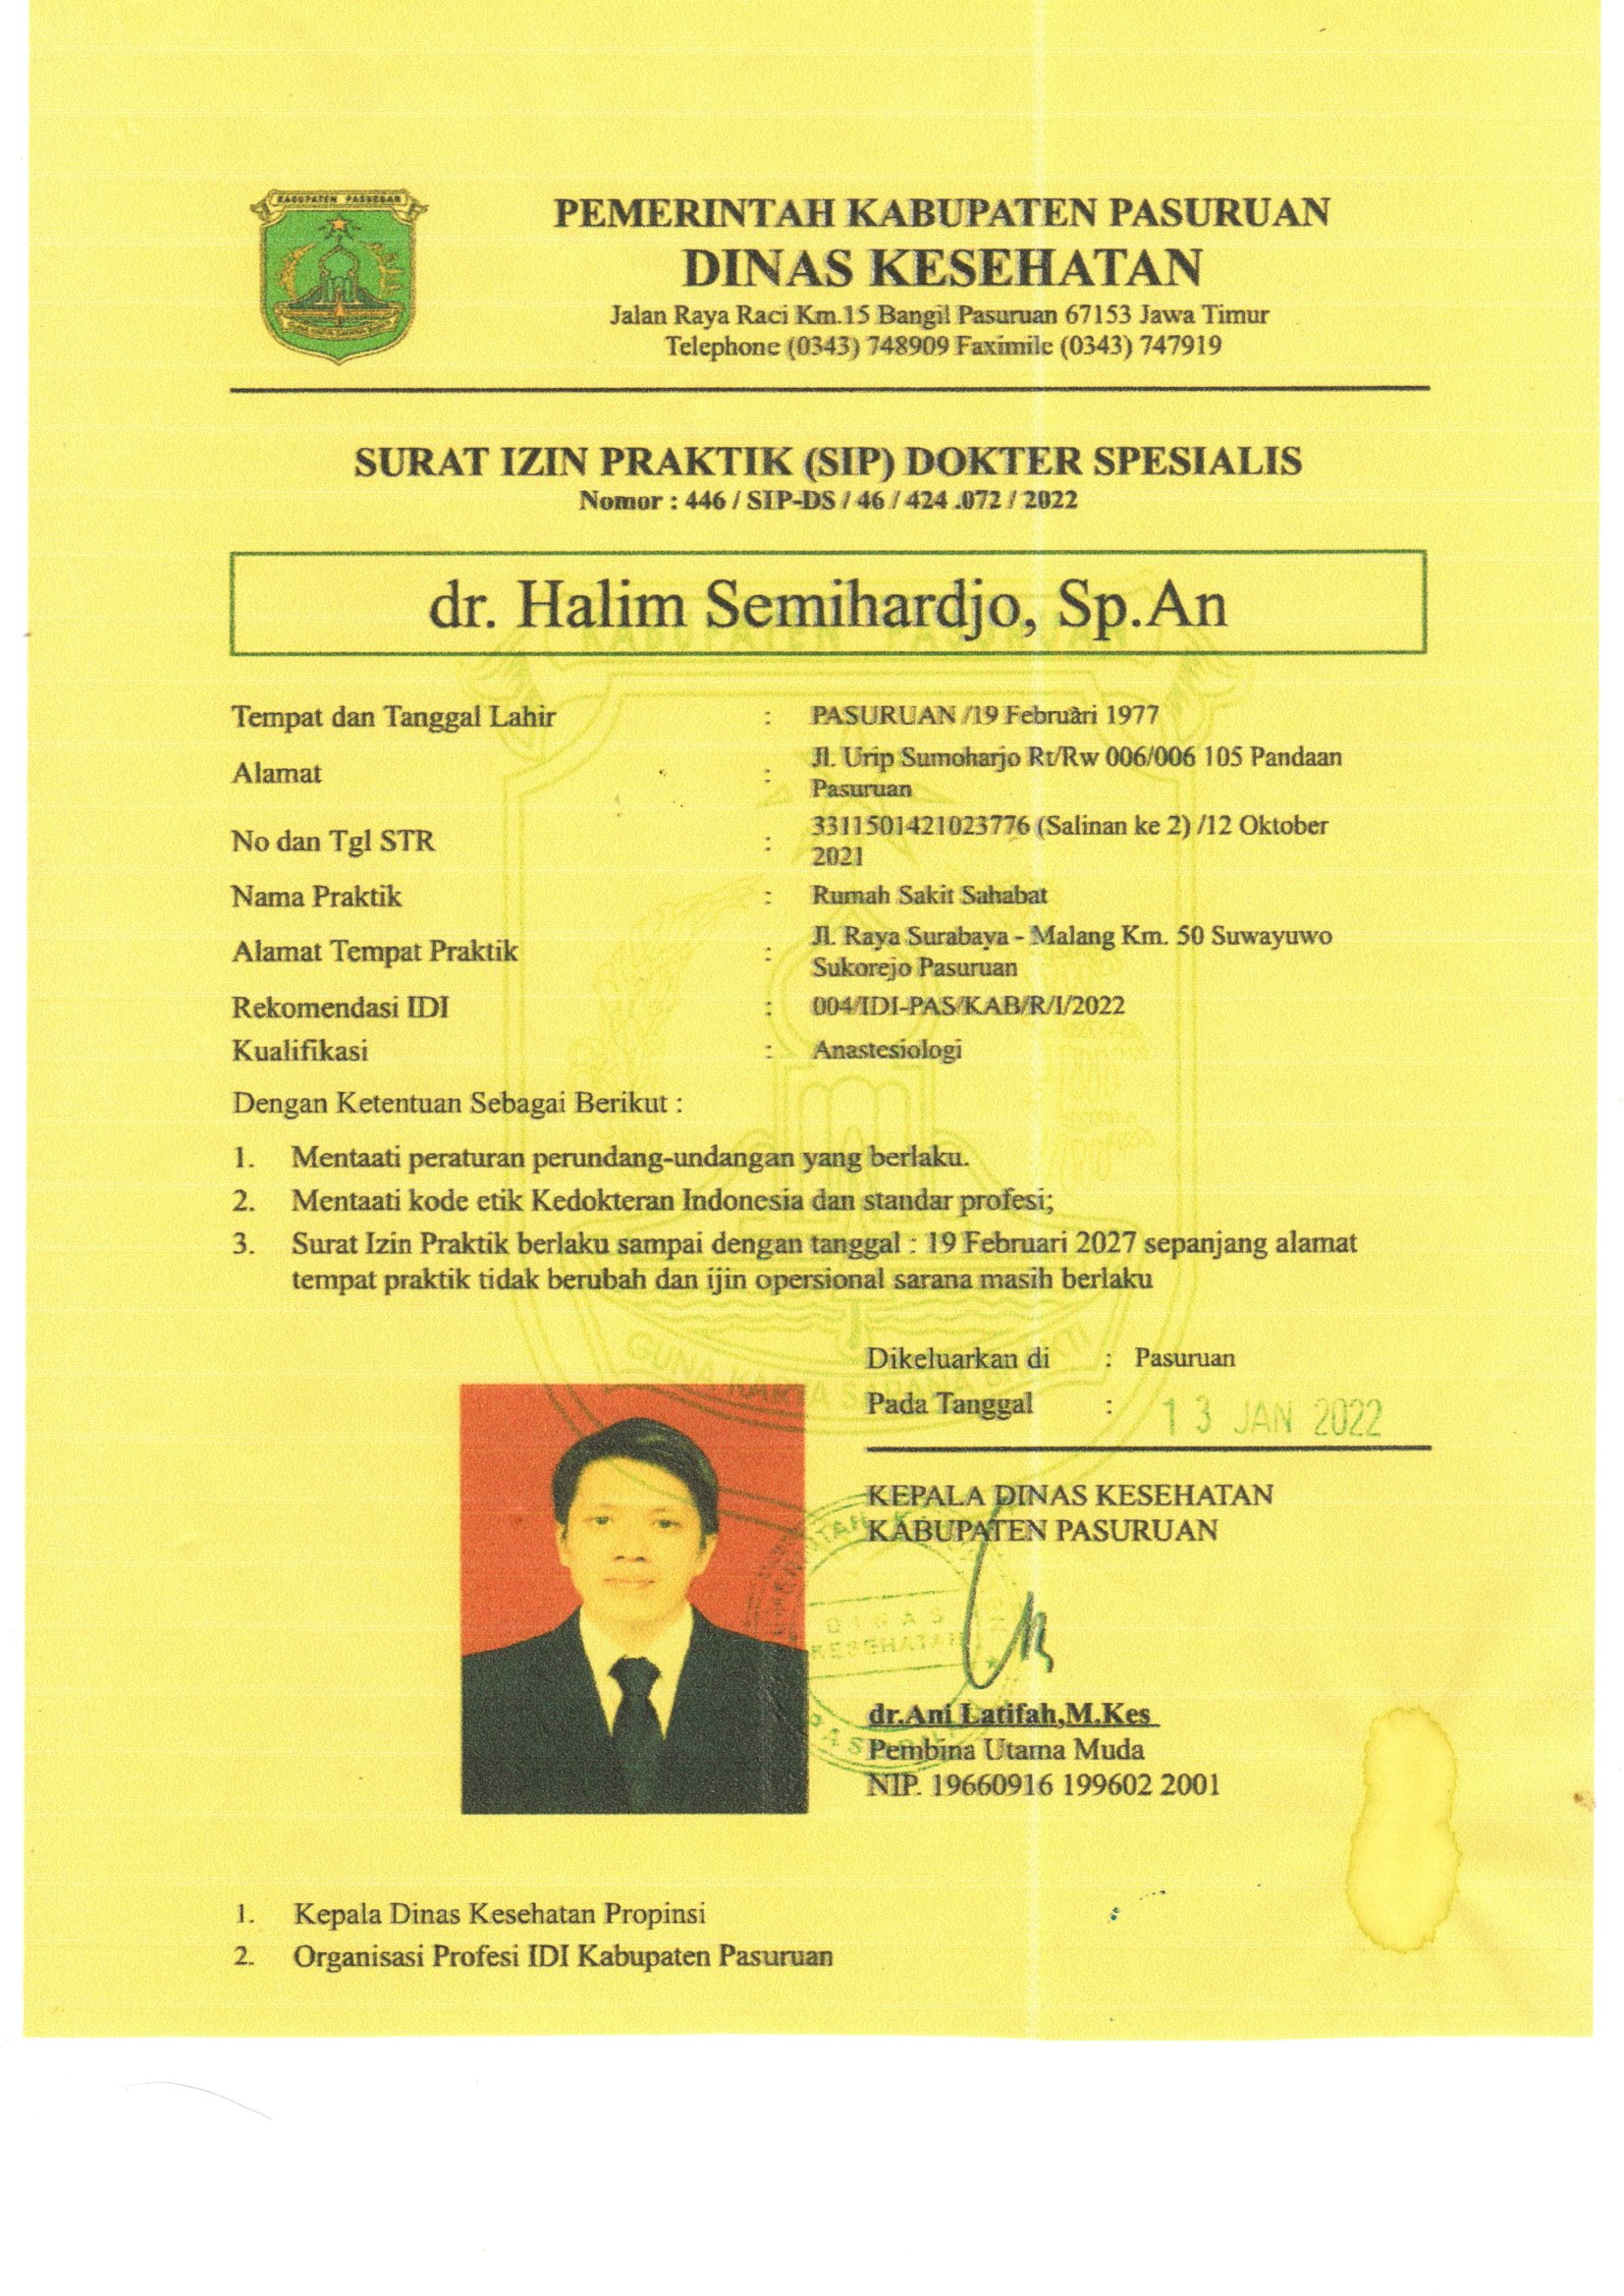 KABUPATEN PASURUAN
PEMERINTAH KABUPATEN PASURUAN
DINAS KESEHATAN
Jalan Raya Raci Km.15 Bangil Pasuruan 67153 Jawa Timur
Telephone (0343) 748909 Faximile (0343) 747919
SURAT IZIN PRAKTIK (SIP) DOKTER SPESIALIS
Nomor : 446 / SIP-DS / 46 / 424 .072 / 2022
dr. Halim Semihardjo, Sp.An
KABUPATEN PASURUAN
Tempat dan Tanggal Lahir : PASURUAN /19 Februari 1977
Alamat : Jl. Urip Sumoharjo Rt/Rw 006/006 105 Pandaan
Pasuruan
No dan Tgl STR : 3311501421023776 (Salinan ke 2) /12 Oktober
2021
Nama Praktik : Rumah Sakit Sahabat
Alamat Tempat Praktik : Jl. Raya Surabaya - Malang Km. 50 Suwayuwo
Sukorejo Pasuruan
Rekomendasi IDI : 004/IDI-PAS/KAB/R/I/2022
Kualifikasi : Anastesiologi
Dengan Ketentuan Sebagai Berikut :
1. Mentaati peraturan perundang-undangan yang berlaku.
2. Mentaati kode etik Kedokteran Indonesia dan standar profesi;
3. Surat Izin Praktik berlaku sampai dengan tanggal : 19 Februari 2027 sepanjang alamat
tempat praktik tidak berubah dan ijin opersional sarana masih berlaku
Dikeluarkan di : Pasuruan
Pada Tanggal : 13 JAN 2022
KEPALA DINAS KESEHATAN
KABUPATEN PASURUAN
DINAS
KESEHATAN
dr.Ani Latifah,M.Kes
Pembina Utama Muda
NIP. 19660916 199602 2001
1. Kepala Dinas Kesehatan Propinsi
2. Organisasi Profesi IDI Kabupaten Pasuruan